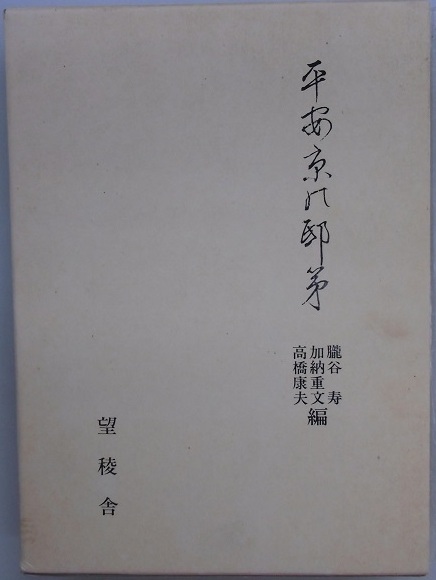 平安京の邸第
朧谷 寿
加納重文 編
高橋康夫
望稜舎